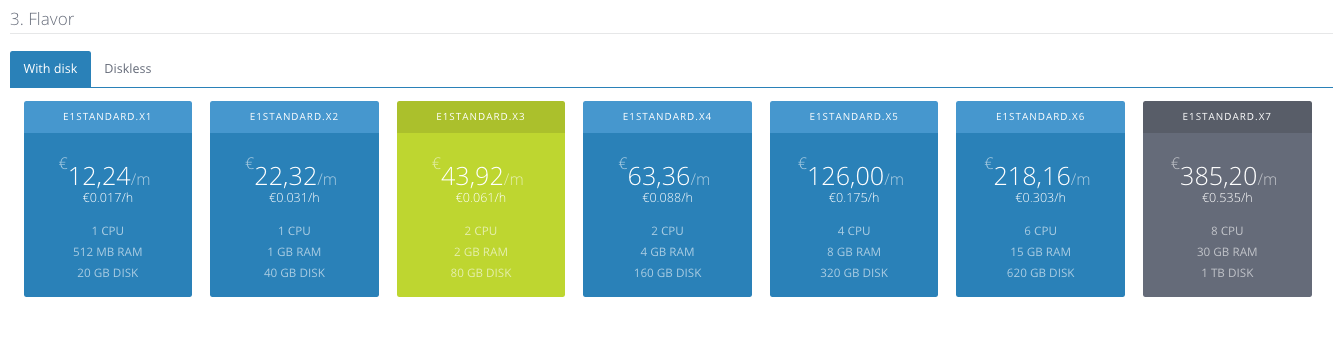 3. Flavor
With disk
Diskless
E1STANDARD.X1
€12,24/m
€0.017/h
1 CPU
512 MB RAM
20 GB DISK
E1STANDARD.X2
€22,32/m
€0.031/h
1 CPU
1 GB RAM
40 GB DISK
E1STANDARD.X3
€43,92/m
€0.061/h
2 CPU
2 GB RAM
80 GB DISK
E1STANDARD.X4
€63,36/m
€0.088/h
2 CPU
4 GB RAM
160 GB DISK
E1STANDARD.X5
€126,00/m
€0.175/h
4 CPU
8 GB RAM
320 GB DISK
E1STANDARD.X6
€218,16/m
€0.303/h
6 CPU
15 GB RAM
620 GB DISK
E1STANDARD.X7
€385,20/m
€0.535/h
8 CPU
30 GB RAM
1 TB DISK